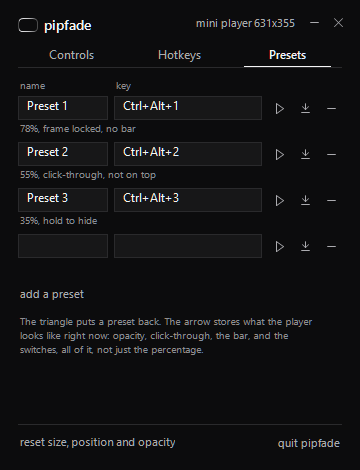 pipfade
mini player 631x355
Controls Hotkeys Presets
name key
Preset 1 Ctrl+Alt+1
78%, frame locked, no bar
Preset 2 Ctrl+Alt+2
55%, click-through, not on top
Preset 3 Ctrl+Alt+3
35%, hold to hide
add a preset
The triangle puts a preset back. The arrow stores what the player
looks like right now: opacity, click-through, the bar, and the
switches, all of it, not just the percentage.
reset size, position and opacity quit pipfade